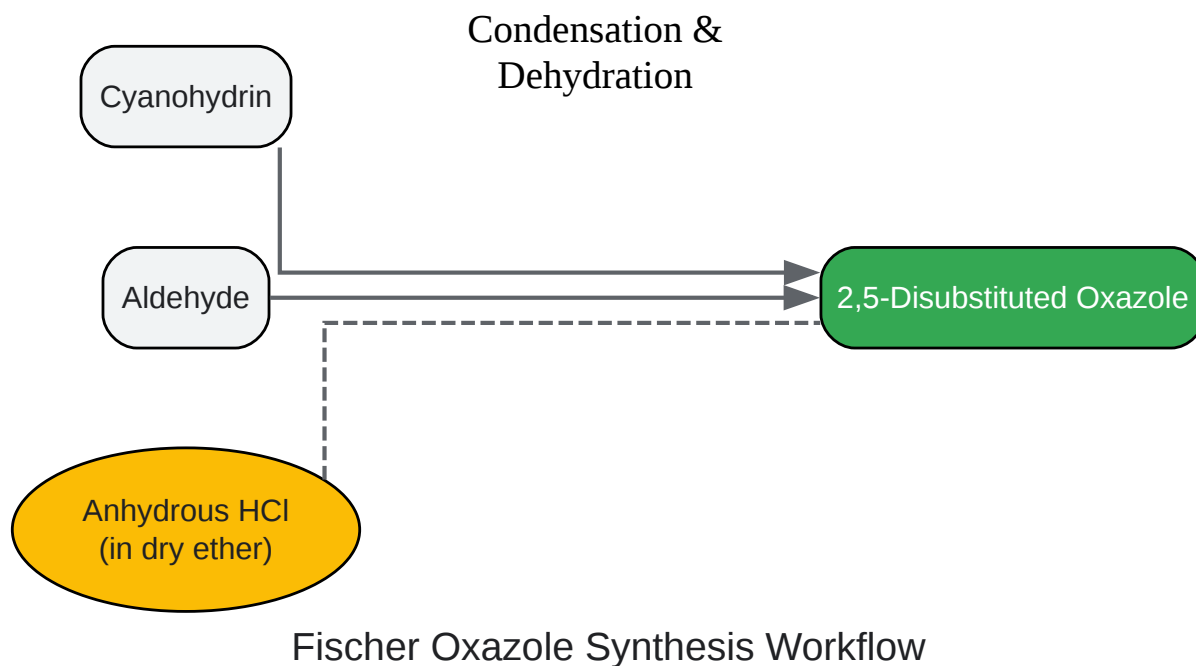 Condensation &
Dehydration
Cyanohydrin
Aldehyde
2,5-Disubstituted Oxazole
Anhydrous HCl
(in dry ether)
Fischer Oxazole Synthesis Workflow